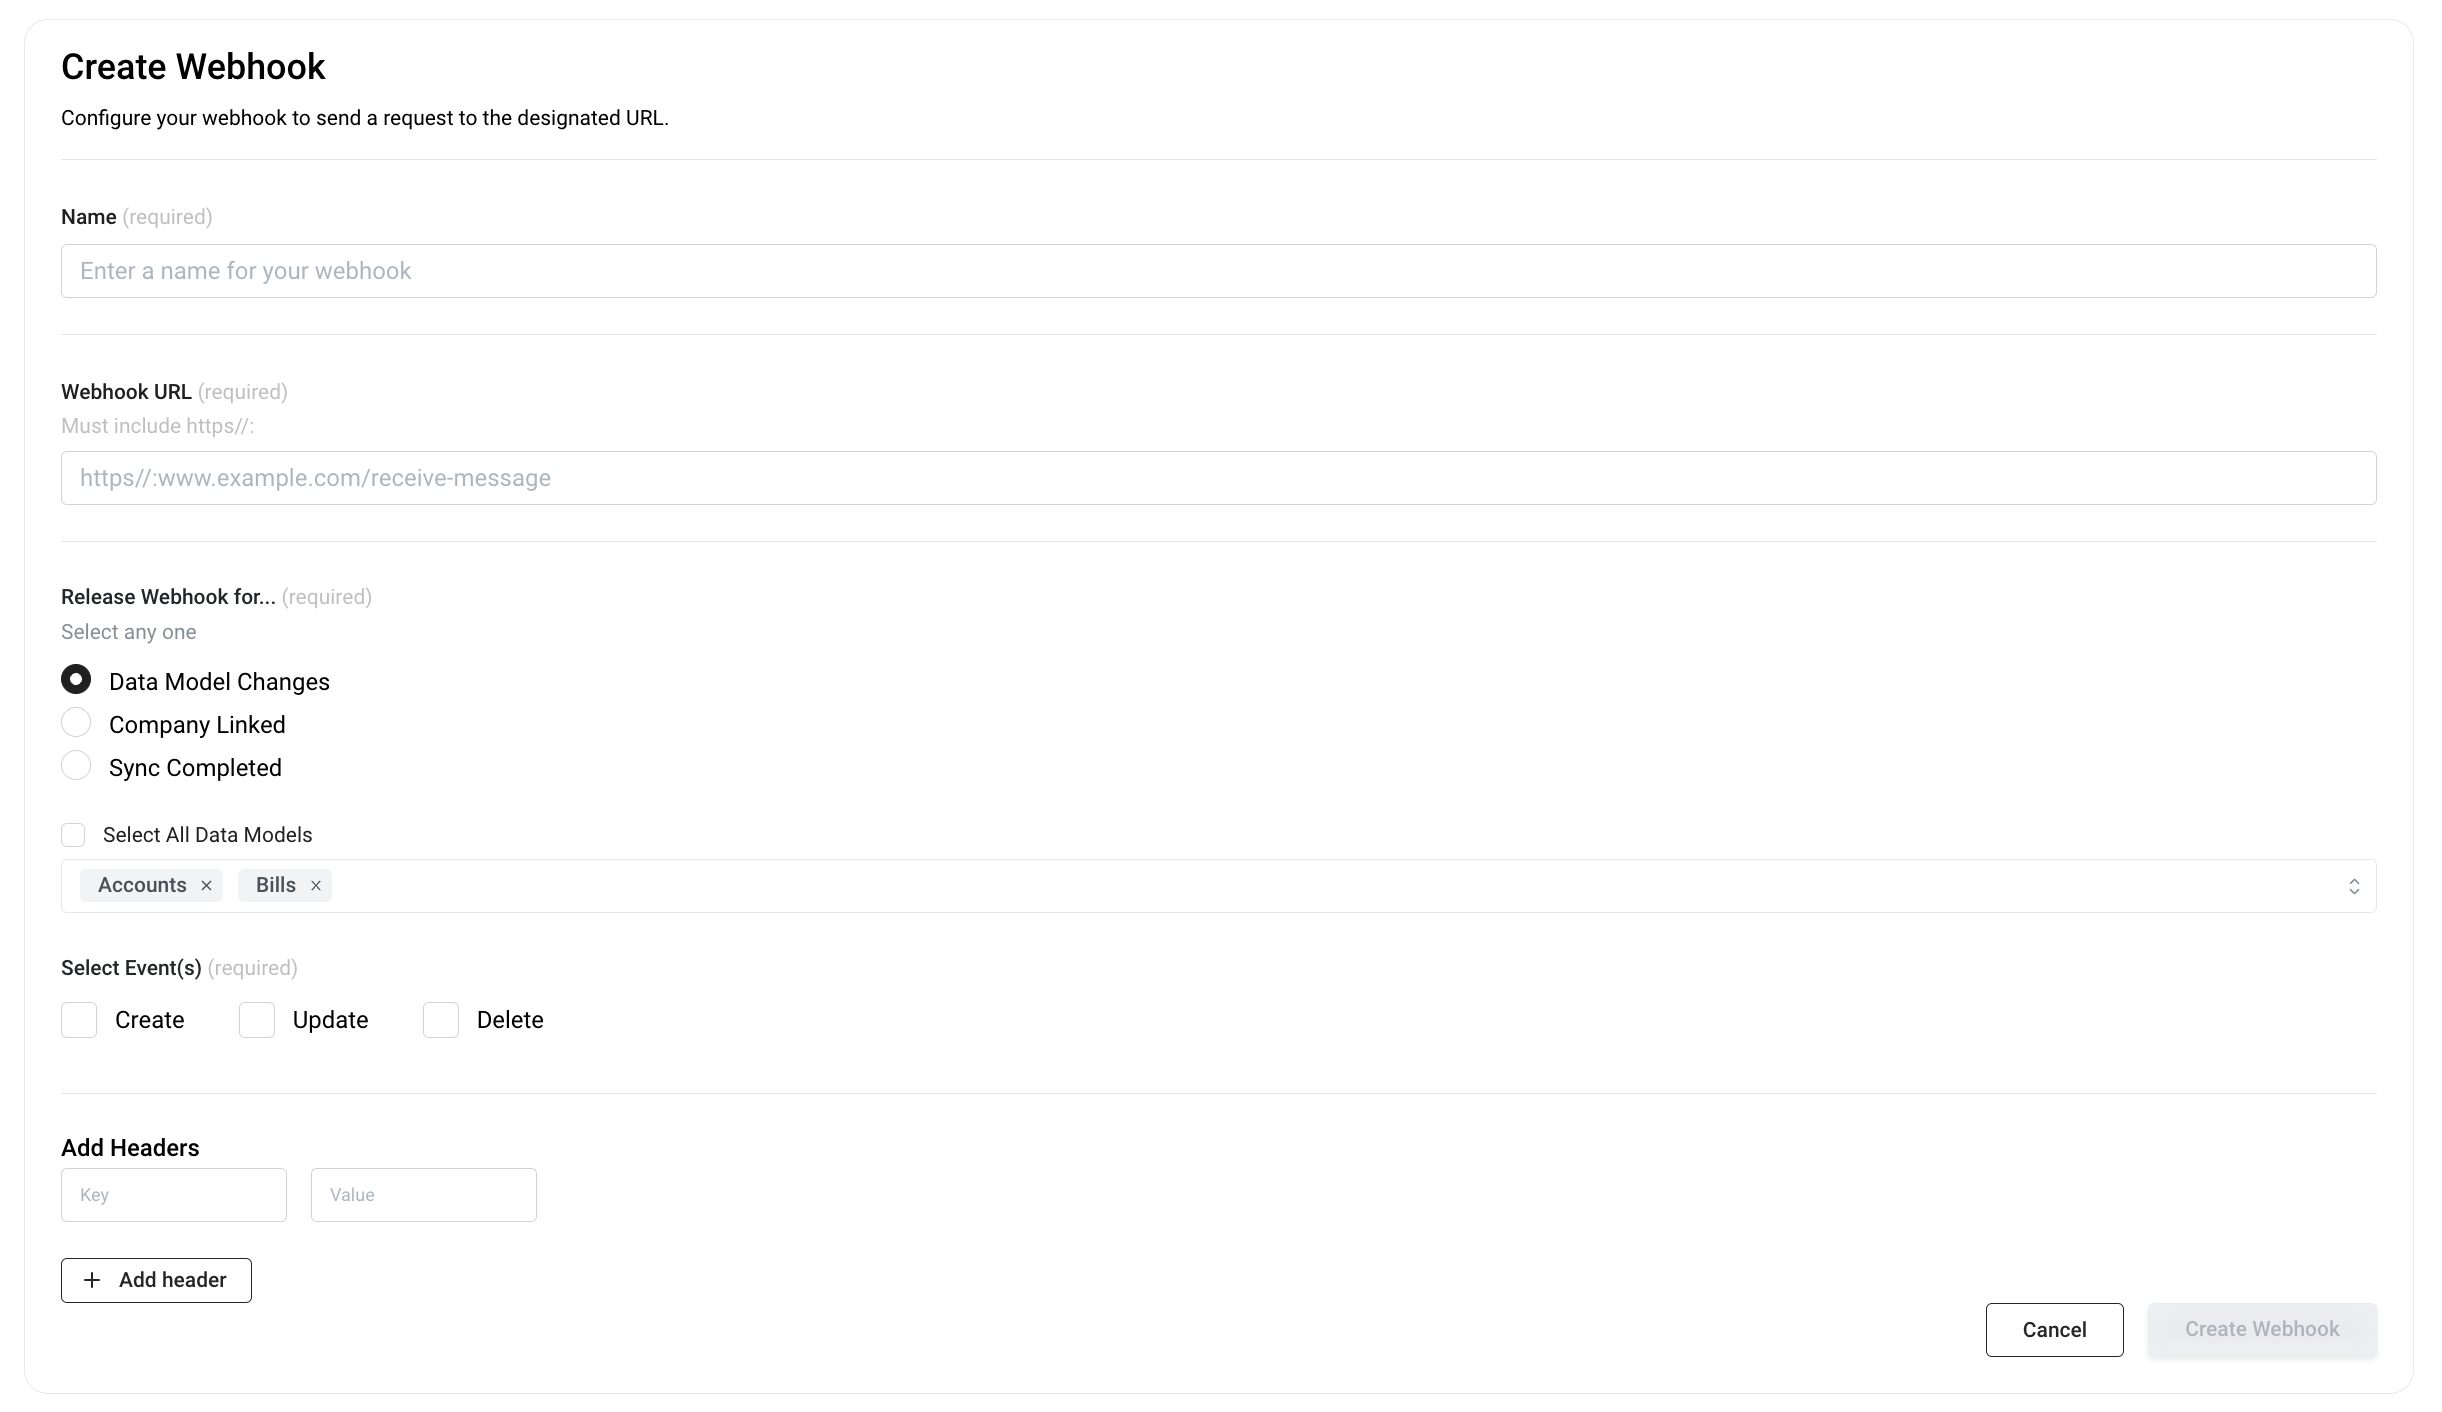 Create Webhook
Configure your webhook to send a request to the designated URL.
Name (required)
Enter a name for your webhook
Webhook URL (required)
Must include https//:
https//:www.example.com/receive-message
Release Webhook for... (required)
Select any one
Data Model Changes
Company Linked
Sync Completed
Select All Data Models
Accounts × Bills ×
Select Event(s) (required)
Create Update Delete
Add Headers
Key Value
+ Add header
Cancel Create Webhook